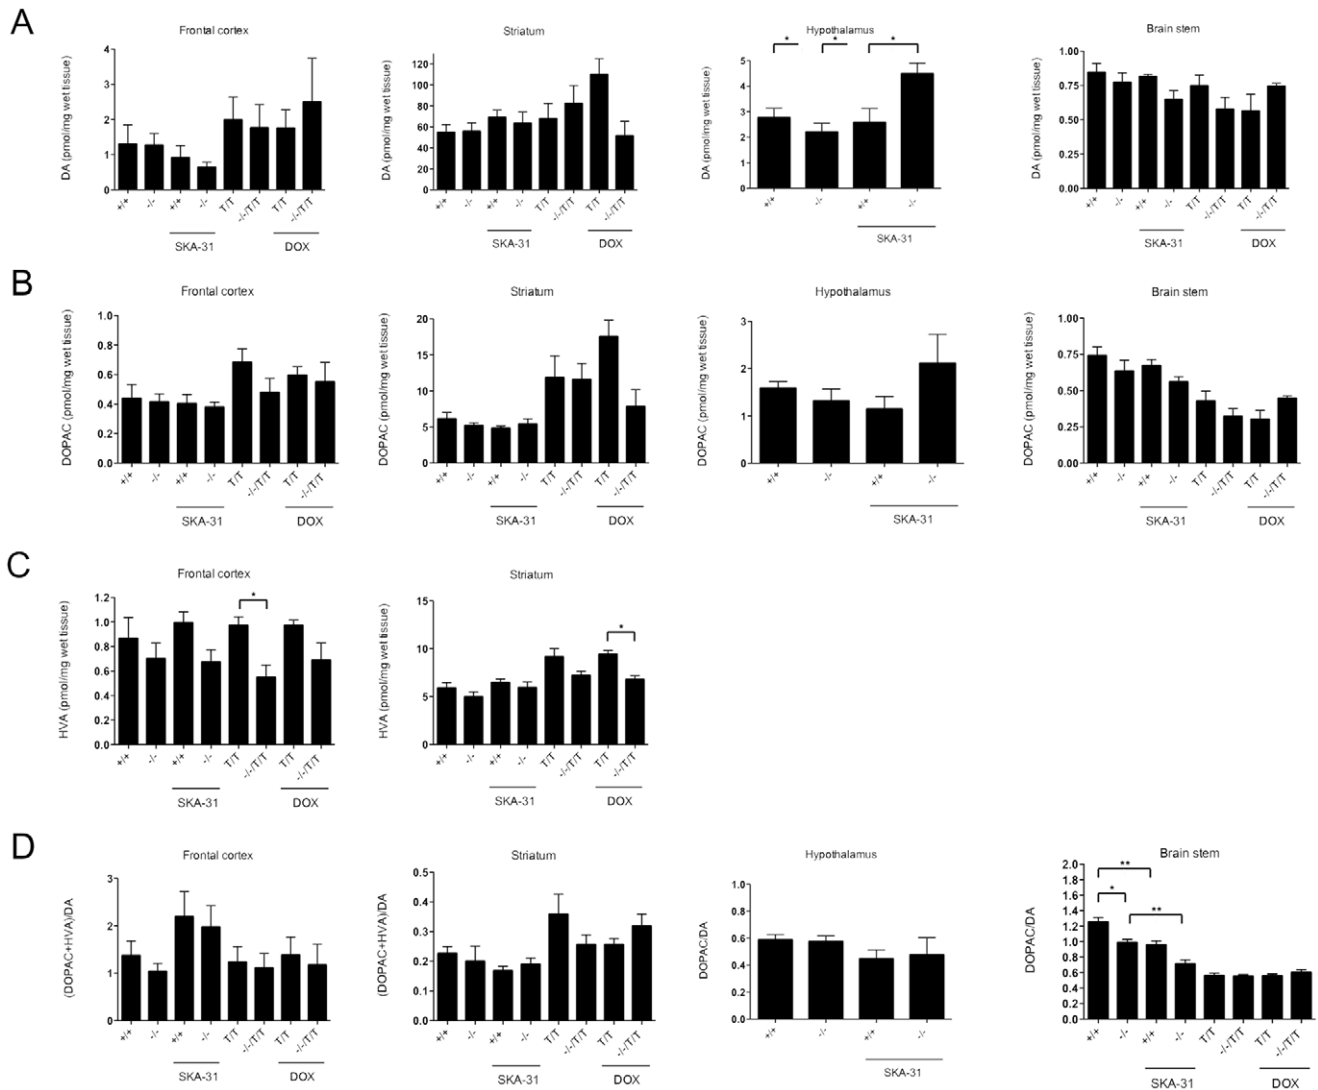 A
Frontal cortex
DA (pmol/mg wet tissue)
4
3
2
1
0
+/+
-/-
+/+
-/-
T/T
-/-/T/T
T/T
-/-/T/T
SKA-31
DOX
Striatum
DA (pmol/mg wet tissue)
120
100
80
60
40
20
0
+/+
-/-
+/+
-/-
T/T
-/-/T/T
T/T
-/-/T/T
SKA-31
DOX
Hypothalamus
* * *
DA (pmol/mg wet tissue)
5
4
3
2
1
0
+/+
-/-
+/+
-/-
SKA-31
Brain stem
DA (pmol/mg wet tissue)
1.00
0.75
0.50
0.25
0.00
+/+
-/-
+/+
-/-
T/T
-/-/T/T
T/T
-/-/T/T
SKA-31
DOX
B
Frontal cortex
DOPAC (pmol/mg wet tissue)
1.0
0.8
0.6
0.4
0.2
0.0
+/+
-/-
+/+
-/-
T/T
-/-/T/T
T/T
-/-/T/T
SKA-31
DOX
Striatum
DOPAC (pmol/mg wet tissue)
20
15
10
5
0
+/+
-/-
+/+
-/-
T/T
-/-/T/T
T/T
-/-/T/T
SKA-31
DOX
Hypothalamus
DOPAC (pmol/mg wet tissue)
3
2
1
0
+/+
-/-
+/+
-/-
SKA-31
Brain stem
DOPAC (pmol/mg wet tissue)
1.00
0.75
0.50
0.25
0.00
+/+
-/-
+/+
-/-
T/T
-/-/T/T
T/T
-/-/T/T
SKA-31
DOX
C
Frontal cortex
*
HVA (pmol/mg wet tissue)
1.2
1.0
0.8
0.6
0.4
0.2
0.0
+/+
-/-
+/+
-/-
T/T
-/-/T/T
T/T
-/-/T/T
SKA-31
DOX
Striatum
*
HVA (pmol/mg wet tissue)
15
10
5
0
+/+
-/-
+/+
-/-
T/T
-/-/T/T
T/T
-/-/T/T
SKA-31
DOX
D
Frontal cortex
(DOPAC+HVA)/DA
3
2
1
0
+/+
-/-
+/+
-/-
T/T
-/-/T/T
T/T
-/-/T/T
SKA-31
DOX
Striatum
(DOPAC+HVA)/DA
0.5
0.4
0.3
0.2
0.1
0.0
+/+
-/-
+/+
-/-
T/T
-/-/T/T
T/T
-/-/T/T
SKA-31
DOX
Hypothalamus
DOPAC/DA
1.0
0.8
0.6
0.4
0.2
0.0
+/+
-/-
+/+
-/-
SKA-31
Brain stem
**
*
**
DOPAC/DA
2.0
1.8
1.6
1.4
1.2
1.0
0.8
0.6
0.4
0.2
0.0
+/+
-/-
+/+
-/-
T/T
-/-/T/T
T/T
-/-/T/T
SKA-31
DOX